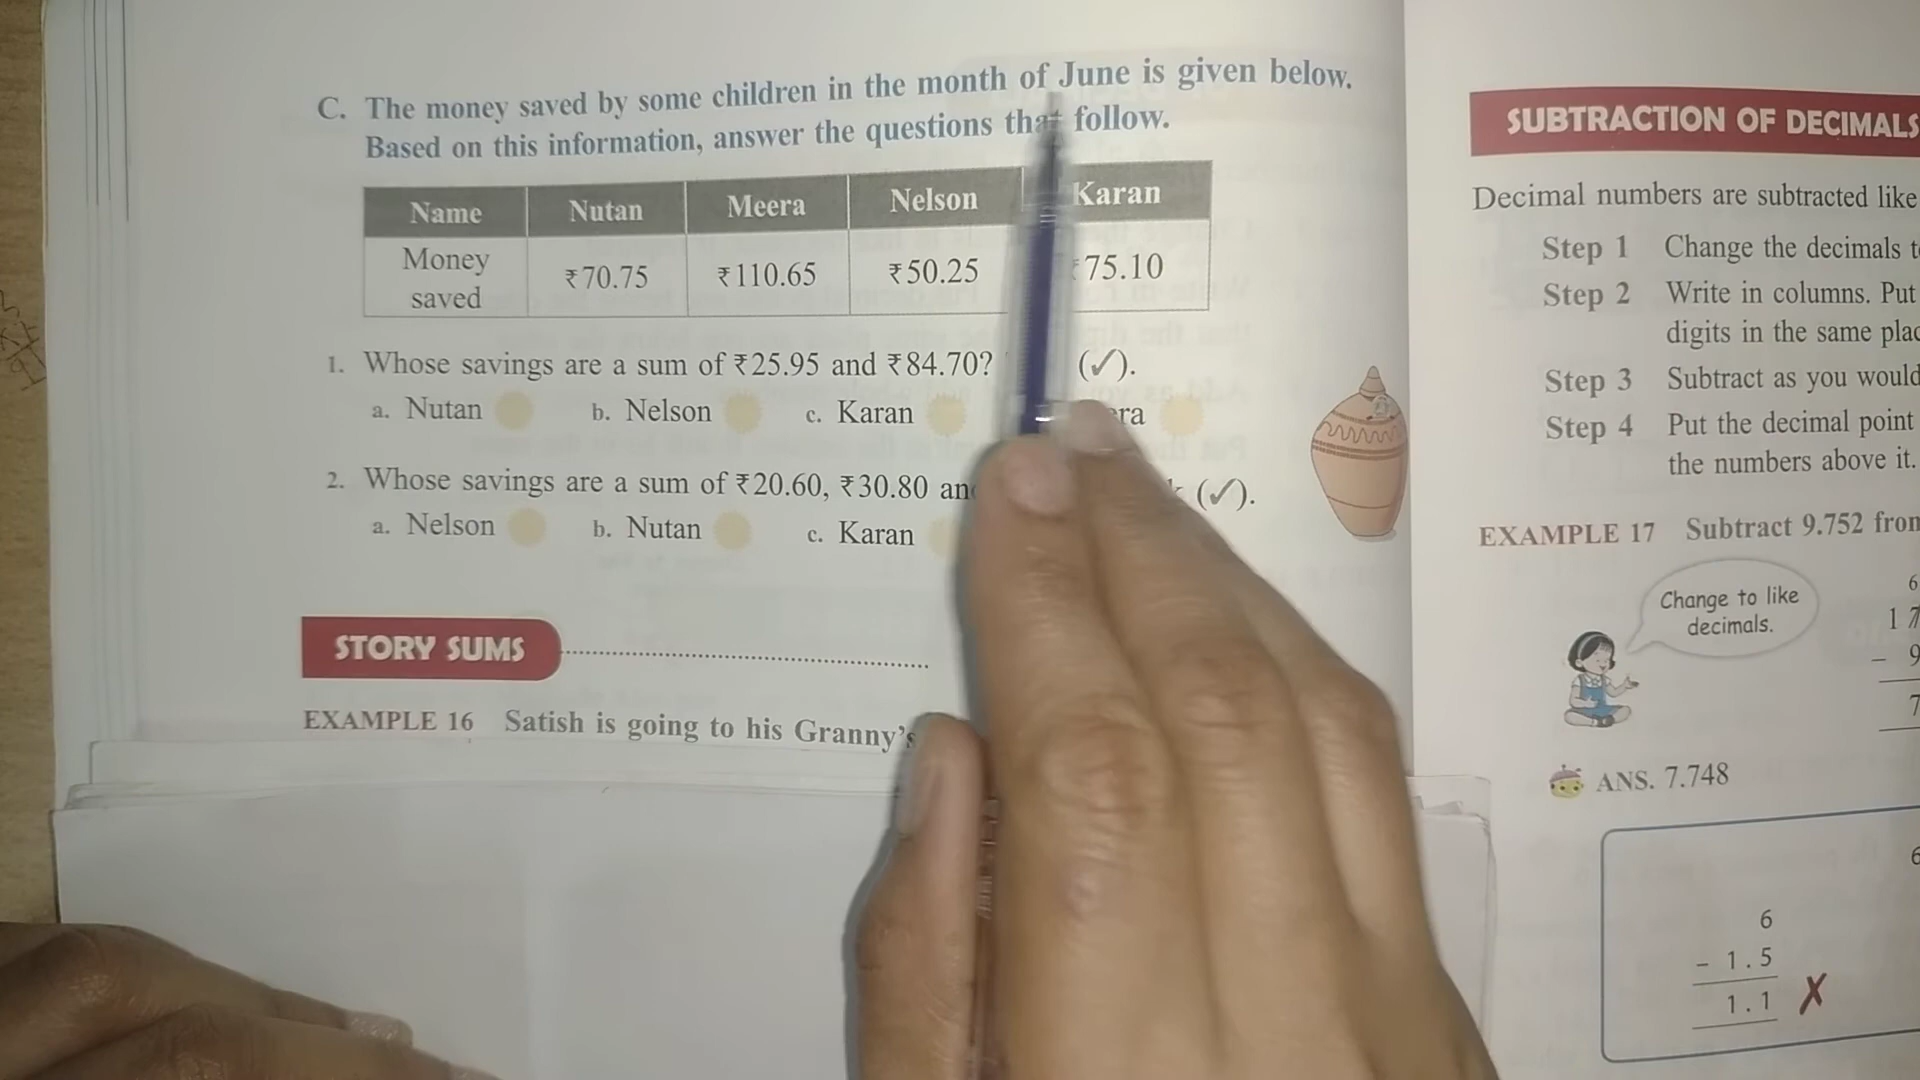 C. The money saved by some children in the month of June is given below.
Based on this information, answer the questions that follow.
Name Nutan Meera Nelson Karan
Money saved ₹70.75 ₹110.65 ₹50.25 ₹75.10
1. Whose savings are a sum of ₹25.95 and ₹84.70? (✓).
a. Nutan b. Nelson c. Karan
2. Whose savings are a sum of ₹20.60, ₹30.80 (✓).
a. Nelson b. Nutan c. Karan
STORY SUMS
EXAMPLE 16 Satish is going to his Granny's
SUBTRACTION OF DECIMALS
Decimal numbers are subtracted like
Step 1 Change the decimals
Step 2 Write in columns. Put
digits in the same
Step 3 Subtract as you would
Step 4 Put the decimal point
the numbers above it.
EXAMPLE 17 Subtract 9.752
Change to like
decimals.
6
1 7
- 9
7
ANS. 7.748
6
6
- 1.5
1.1 ✗